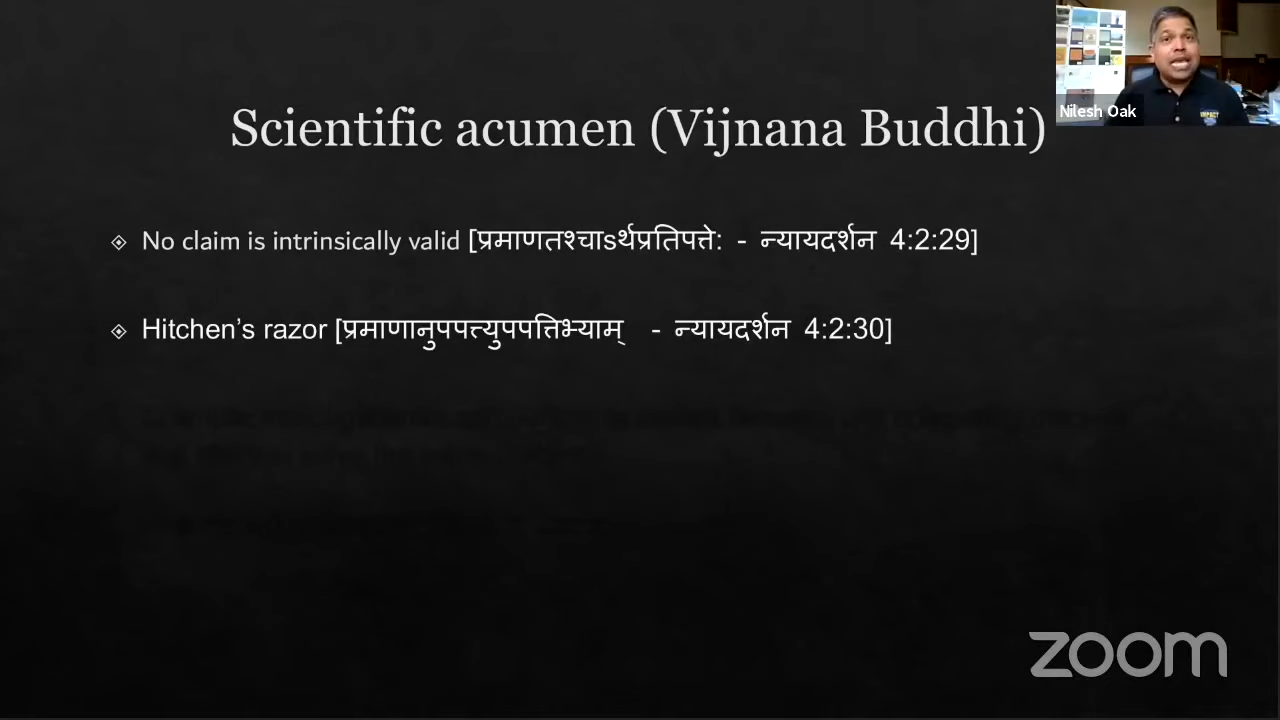 Nilesh Oak
Scientific acumen (Vijnana Buddhi)
No claim is intrinsically valid [प्रमाणतश्चाsर्थप्रतिपत्ते: - न्यायदर्शन 4:2:29]
Hitchen’s razor [प्रमाणानुपपत्त्युपपत्तिभ्याम् - न्यायदर्शन 4:2:30]
zoom